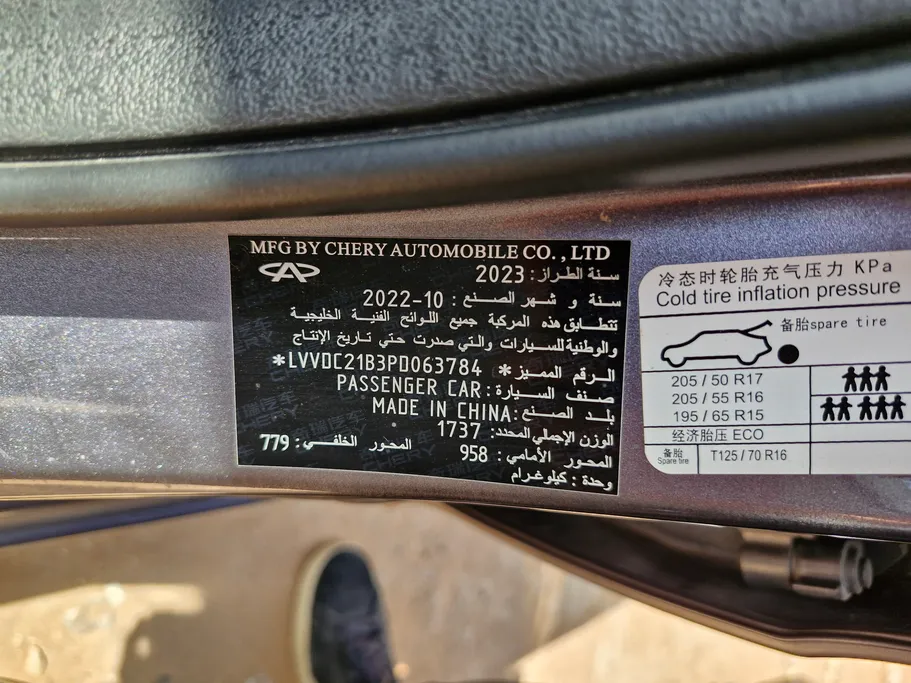 MFG BY CHERY AUTOMOBILE CO. , LTD
سنة الطراز: 2023
سنة و شهر الصنع : 2022-10
تتطابق هذه المركبة جميع اللوائح الفنية الخليجية
والوطنية للسيارات والتي صدرت حتي تاريخ الإنتاج
الرقم المميز: *LVVDC21B3PD063784*
صنف السيارة: PASSENGER CAR
بلد الصنع: MADE IN CHINA
الوزن الإجمالي المحدد: 1737
المحور الأمامي: 958 المحور الخلفي: 779
وحدة : كيلوغرام
冷态时轮胎充气压力 KPa
Cold tire inflation pressure
备胎spare tire
205 / 50 R17
205 / 55 R16
195 / 65 R15
经济胎压 ECO
备胎 Spare tire T125 / 70 R16